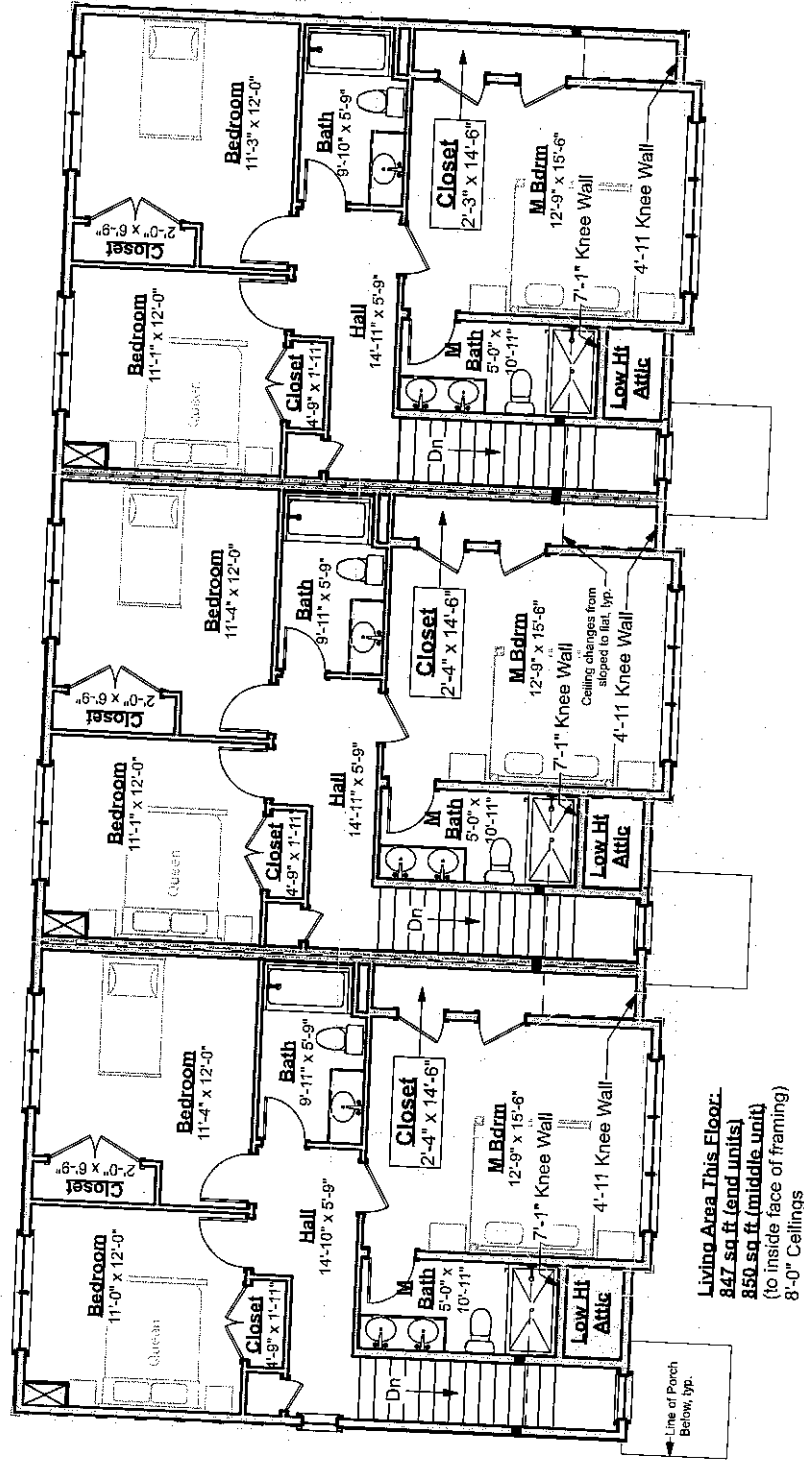 Bedroom
11'-3" x 12'-0"
Closet
2'-0" x 6'-9"
Bedroom
11'-1" x 12'-0"
Queen
Closet
4'-9" x 1'-11"
Bath
9'-10" x 5'-9"
Hall
14'-11" x 5'-9"
Closet
2'-3" x 14'-6"
M Bdrm
12'-9" x 15'-6"
7'-1" Knee Wall
4'-11 Knee Wall
M
Bath
5'-0" x
10'-11"
Low Ht
Attic
Dn
Bedroom
11'-4" x 12'-0"
Closet
2'-0" x 6'-9"
Bedroom
11'-1" x 12'-0"
Queen
Closet
4'-9" x 1'-11"
Bath
9'-11" x 5'-9"
Hall
14'-11" x 5'-9"
Closet
2'-4" x 14'-6"
M Bdrm
12'-9" x 15'-6"
7'-1" Knee Wall
Ceiling changes from
sloped to flat, typ.
4'-11 Knee Wall
M
Bath
5'-0" x
10'-11"
Low Ht
Attic
Dn
Bedroom
11'-4" x 12'-0"
Closet
2'-0" x 6'-9"
Bedroom
11'-0" x 12'-0"
Queen
Closet
4'-9" x 1'-11"
Bath
9'-11" x 5'-9"
Hall
14'-10" x 5'-9"
Closet
2'-4" x 14'-6"
M Bdrm
12'-9" x 15'-6"
7'-1" Knee Wall
4'-11 Knee Wall
M
Bath
5'-0" x
10'-11"
Low Ht
Attic
Dn
Line of Porch
Below, typ.
Living Area This Floor:
847 sq ft (end units)
850 sq ft (middle unit)
(to inside face of framing)
8'-0" Ceilings